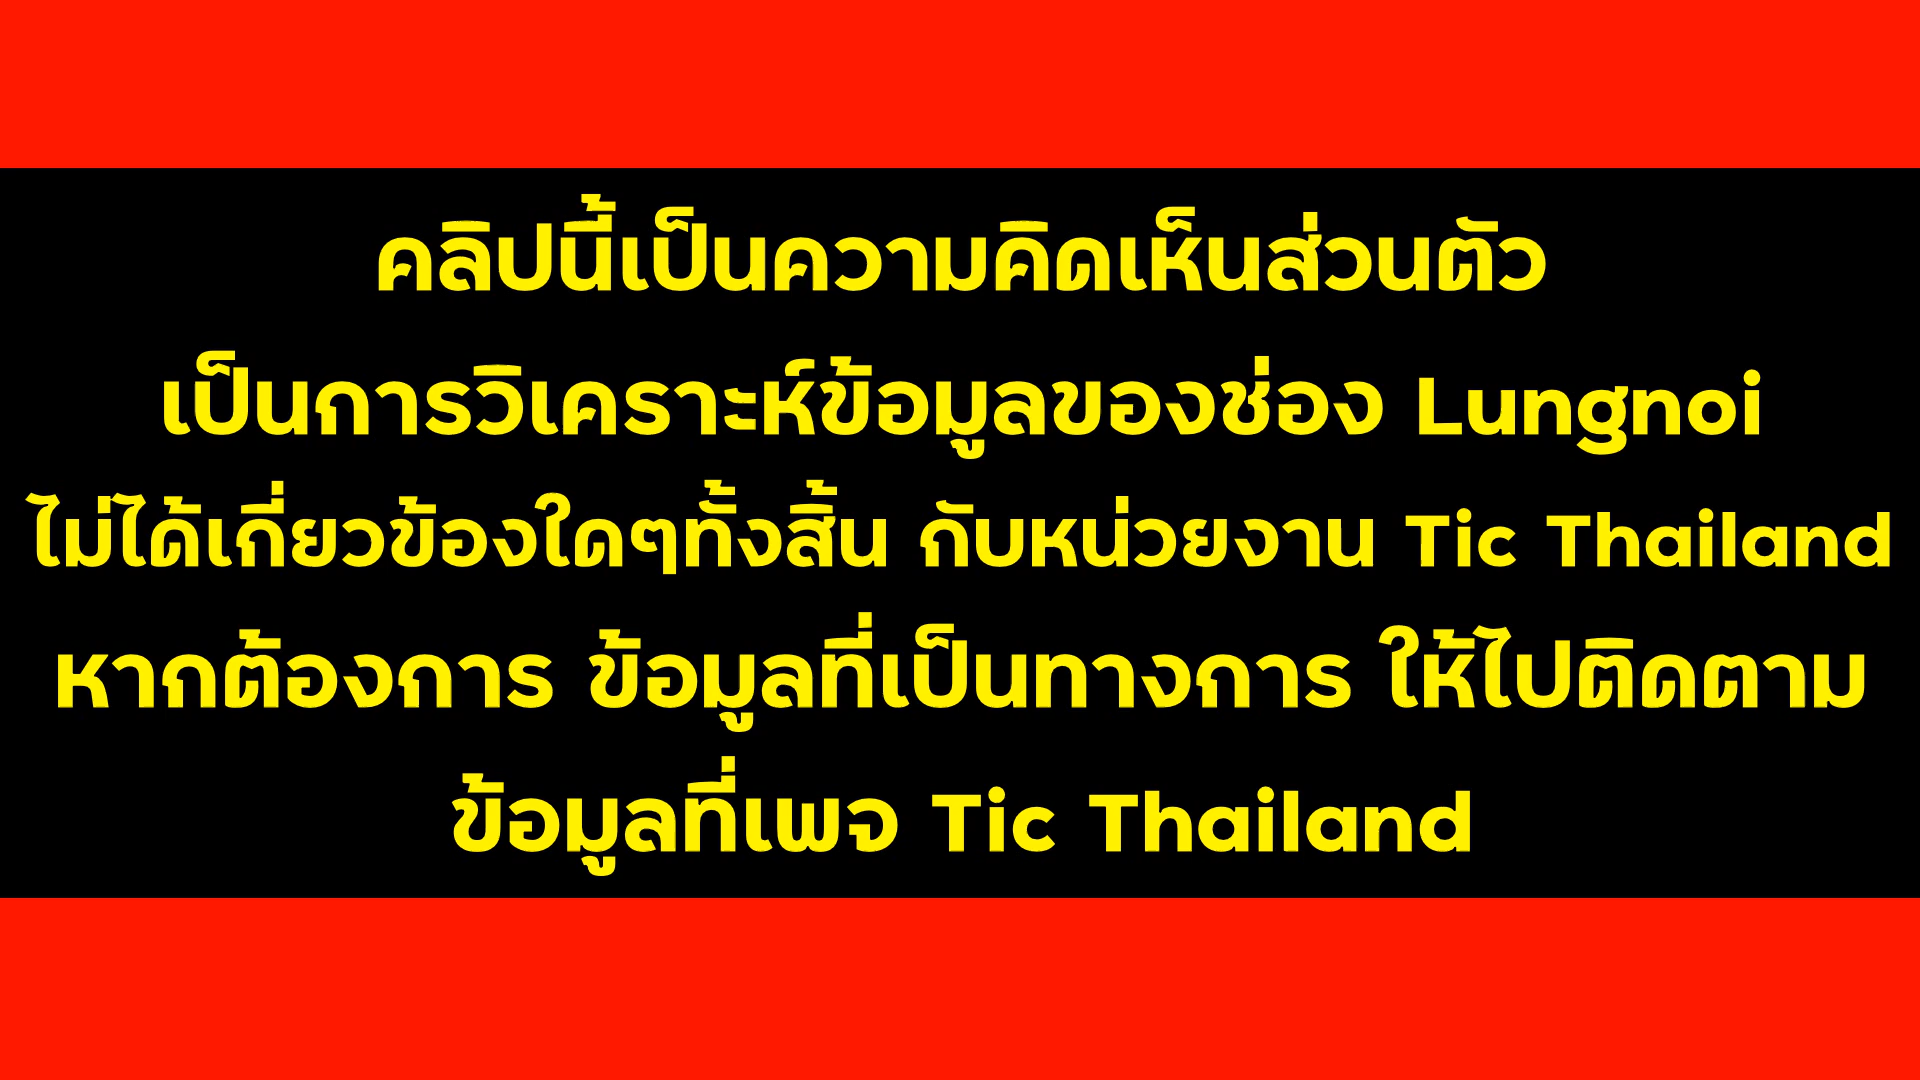 คลิปนี้เป็นความคิดเห็นส่วนตัว
เป็นการวิเคราะห์ข้อมูลของช่อง Lungnoi
ไม่ได้เกี่ยวข้องใดๆทั้งสิ้น กับหน่วยงาน Tic Thailand
หากต้องการ ข้อมูลที่เป็นทางการ ให้ไปติดตาม
ข้อมูลที่เพจ Tic Thailand